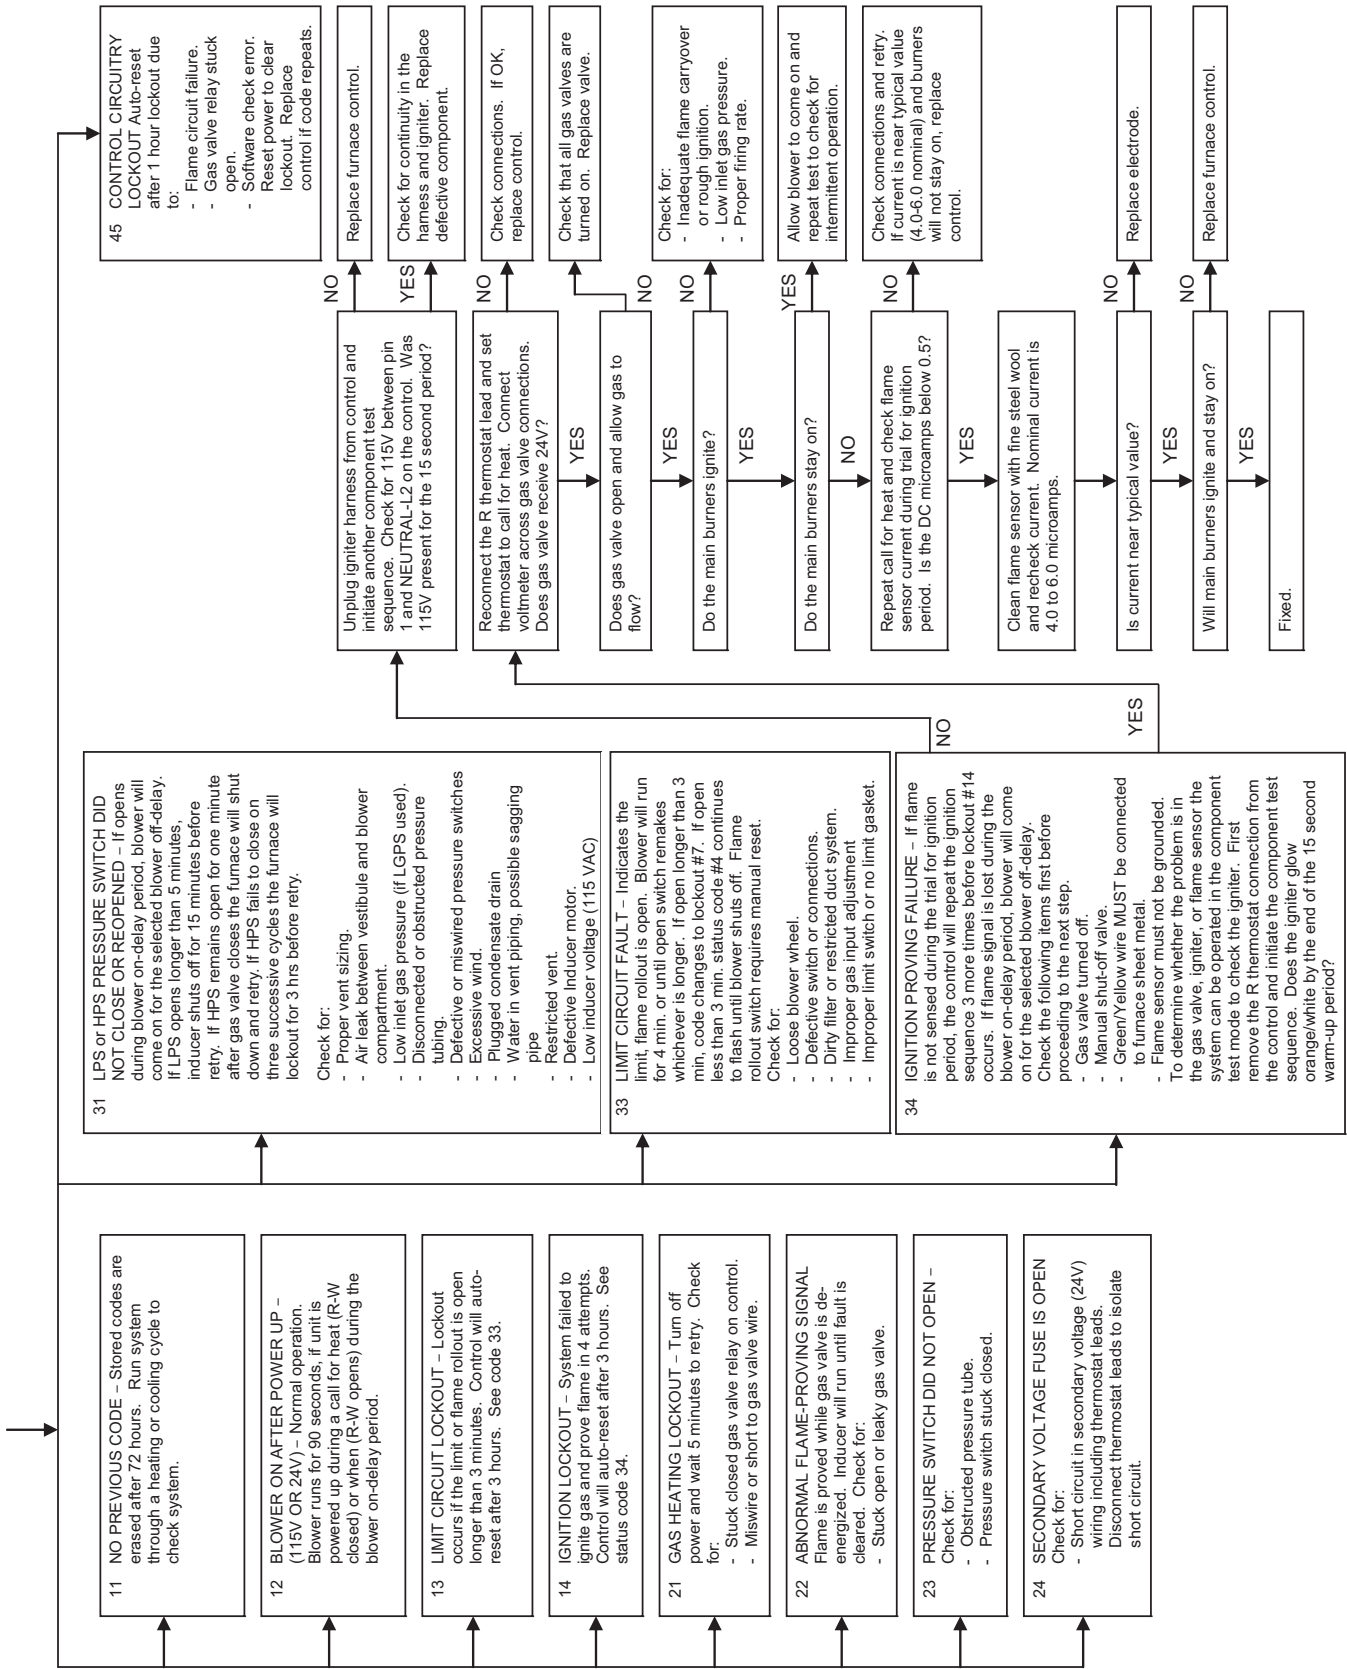 11 NO PREVIOUS CODE – Stored codes are
erased after 72 hours. Run system
through a heating or cooling cycle to
check system.
12 BLOWER ON AFTER POWER UP –
(115V OR 24V) – Normal operation.
Blower runs for 90 seconds, if unit is
powered up during a call for heat (R-W
closed) or when (R-W opens) during the
blower on-delay period.
13 LIMIT CIRCUIT LOCKOUT – Lockout
occurs if the limit or flame rollout is open
longer than 3 minutes. Control will auto-
reset after 3 hours. See code 33.
14 IGNITION LOCKOUT – System failed to
ignite gas and prove flame in 4 attempts.
Control will auto-reset after 3 hours. See
status code 34.
21 GAS HEATING LOCKOUT – Turn off
power and wait 5 minutes to retry. Check
for:
- Stuck closed gas valve relay on control.
- Miswire or short to gas valve wire.
22 ABNORMAL FLAME-PROVING SIGNAL
Flame is proved while gas valve is de-
energized. Inducer will run until fault is
cleared. Check for:
- Stuck open or leaky gas valve.
23 PRESSURE SWITCH DID NOT OPEN –
Check for:
- Obstructed pressure tube.
- Pressure switch stuck closed.
24 SECONDARY VOLTAGE FUSE IS OPEN
Check for:
- Short circuit in secondary voltage (24V)
wiring including thermostat leads.
Disconnect thermostat leads to isolate
short circuit.
31 LPS or HPS PRESSURE SWITCH DID
NOT CLOSE OR REOPENED – If opens
during blower on-delay period, blower will
come on for the selected blower off-delay.
If LPS opens longer than 5 minutes,
inducer shuts off for 15 minutes before
retry. If HPS remains open for one minute
after gas valve closes the furnace will shut
down and retry. If HPS fails to close on
three successive cycles the furnace will
lockout for 3 hrs before retry.
Check for:
- Proper vent sizing.
- Air leak between vestibule and blower
compartment.
- Low inlet gas pressure (if LGPS used).
- Disconnected or obstructed pressure
tubing.
- Defective or miswired pressure switches
- Excessive wind.
- Plugged condensate drain
- Water in vent piping, possible sagging
pipe
- Restricted vent.
- Defective Inducer motor.
- Low inducer voltage (115 VAC)
33 LIMIT CIRCUIT FAULT – Indicates the
limit, flame rollout is open. Blower will run
for 4 min. or until open switch remakes
whichever is longer. If open longer than 3
min, code changes to lockout #7. If open
less than 3 min. status code #4 continues
to flash until blower shuts off. Flame
rollout switch requires manual reset.
Check for:
- Loose blower wheel.
- Defective switch or connections.
- Dirty filter or restricted duct system.
- Improper gas input adjustment
- Improper limit switch or no limit gasket.
34 IGNITION PROVING FAILURE – If flame
is not sensed during the trial for ignition
period, the control will repeat the ignition
sequence 3 more times before lockout #14
occurs. If flame signal is lost during the
blower on-delay period, blower will come
on for the selected blower off-delay.
Check the following items first before
proceeding to the next step.
- Gas valve turned off.
- Manual shut-off valve.
- Green/Yellow wire MUST be connected
to furnace sheet metal.
- Flame sensor must not be grounded.
To determine whether the problem is in
the gas valve, igniter, or flame sensor the
system can be operated in the component
test mode to check the igniter. First
remove the R thermostat connection from
the control and initiate the component test
sequence. Does the igniter glow
orange/white by the end of the 15 second
warm-up period?
NO
YES
45 CONTROL CIRCUITRY
LOCKOUT Auto-reset
after 1 hour lockout due
to:
- Flame circuit failure.
- Gas valve relay stuck
open.
- Software check error.
Reset power to clear
lockout. Replace
control if code repeats.
Unplug igniter harness from control and
initiate another component test
sequence. Check for 115V between pin
1 and NEUTRAL-L2 on the control. Was
115V present for the 15 second period?
NO
Replace furnace control.
YES
Check for continuity in the
harness and igniter. Replace
defective component.
Reconnect the R thermostat lead and set
thermostat to call for heat. Connect
voltmeter across gas valve connections.
Does gas valve receive 24V?
NO
Check connections. If OK,
replace control.
YES
Does gas valve open and allow gas to
flow?
NO
Check that all gas valves are
turned on. Replace valve.
YES
Do the main burners ignite?
NO
Check for:
- Inadequate flame carryover
or rough ignition.
- Low inlet gas pressure.
- Proper firing rate.
YES
Do the main burners stay on?
YES
Allow blower to come on and
repeat test to check for
intermittent operation.
NO
Repeat call for heat and check flame
sensor current during trial for ignition
period. Is the DC microamps below 0.5?
NO
Check connections and retry.
If current is near typical value
(4.0-6.0 nominal) and burners
will not stay on, replace
control.
YES
Clean flame sensor with fine steel wool
and recheck current. Nominal current is
4.0 to 6.0 microamps.
Is current near typical value?
NO
Replace electrode.
YES
Will main burners ignite and stay on?
NO
Replace furnace control.
YES
Fixed.